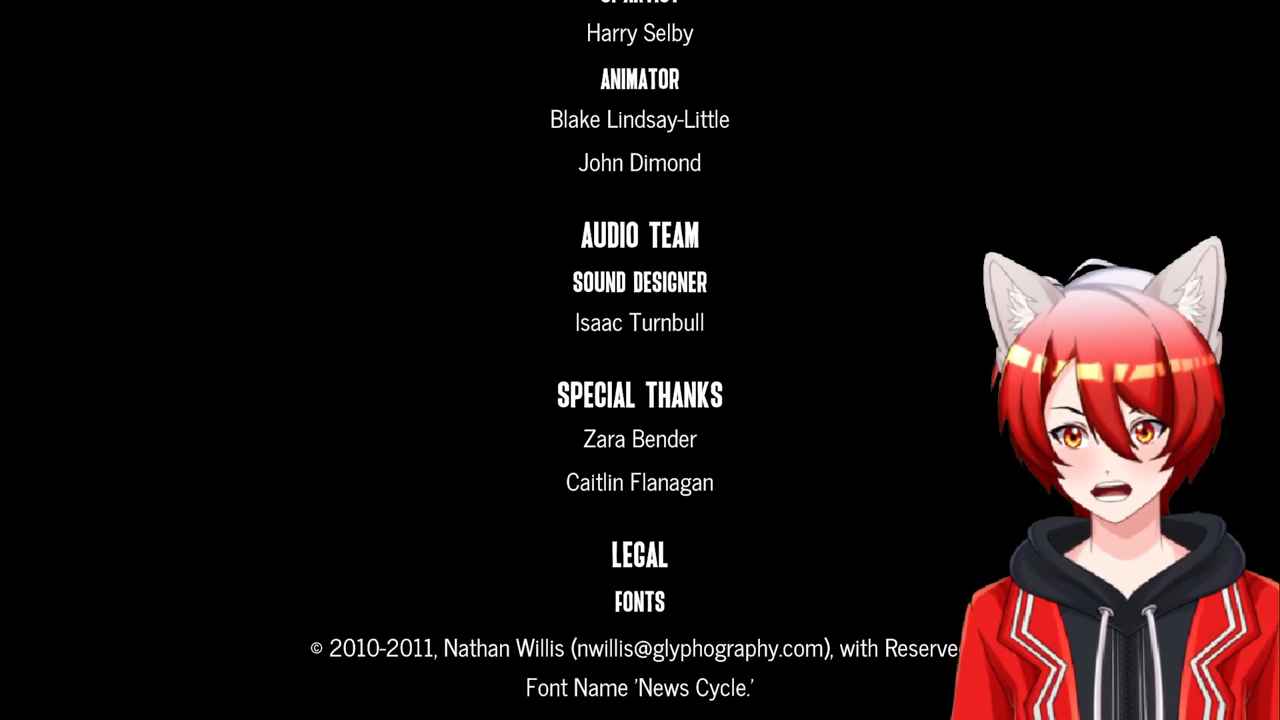 Harry Selby
ANIMATOR
Blake Lindsay-Little
John Dimond
AUDIO TEAM
SOUND DESIGNER
Isaac Turnbull
SPECIAL THANKS
Zara Bender
Caitlin Flanagan
LEGAL
FONTS
© 2010-2011, Nathan Willis (nwillis@glyphography.com), with Reserve
Font Name 'News Cycle.'